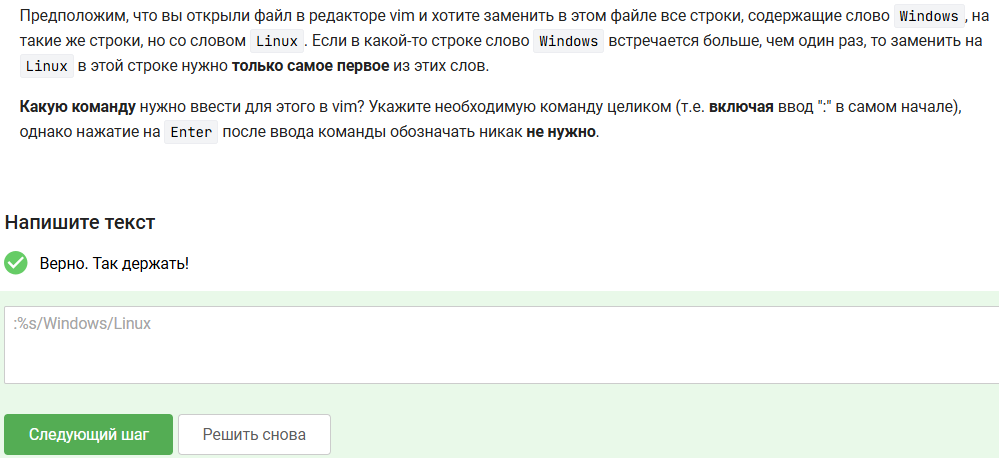 Предположим, что вы открыли файл в редакторе vim и хотите заменить в этом файле все строки, содержащие слово Windows , на
такие же строки, но со словом Linux . Если в какой-то строке слово Windows встречается больше, чем один раз, то заменить на
Linux в этой строке нужно только самое первое из этих слов.
Какую команду нужно ввести для этого в vim? Укажите необходимую команду целиком (т.е. включая ввод ":" в самом начале),
однако нажатие на Enter после ввода команды обозначать никак не нужно.
Напишите текст
Верно. Так держать!
:%s/Windows/Linux
Следующий шаг Решить снова